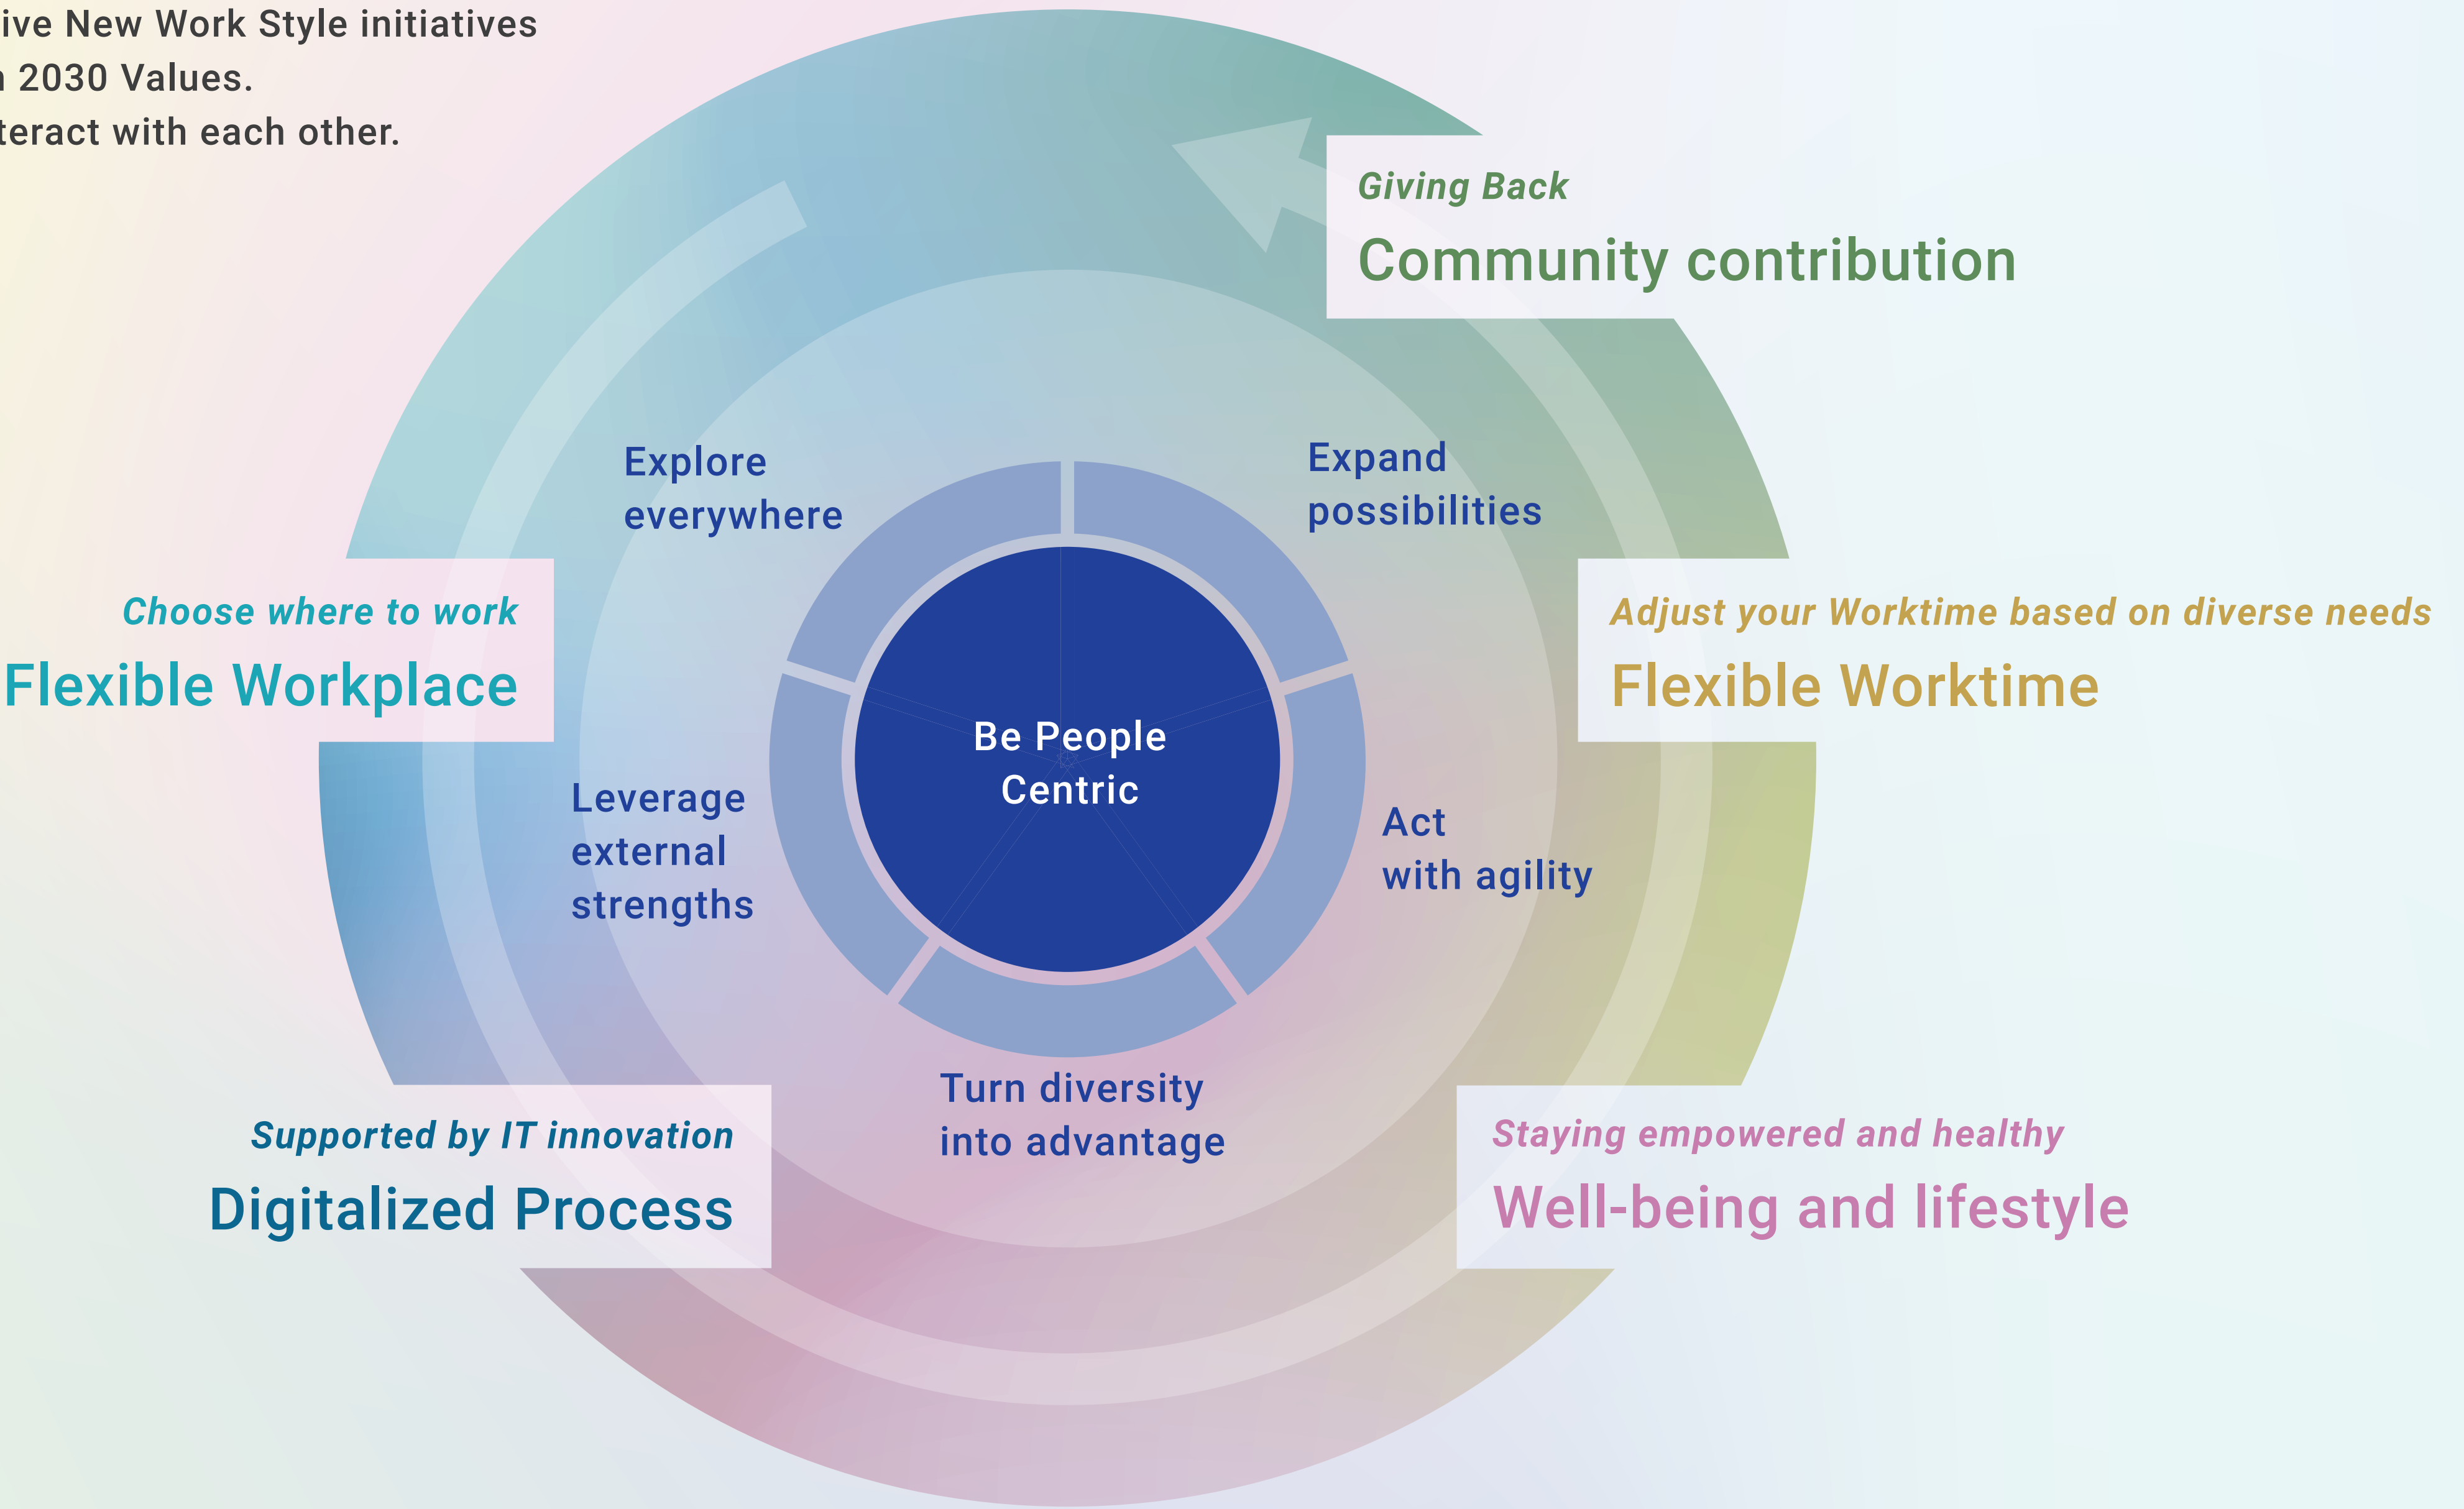 ive New Work Style initiatives
2030 Values.
teract with each other.
Giving Back
Community contribution
Explore
everywhere
Expand
possibilities
Choose where to work
Flexible Workplace
Adjust your Worktime based on diverse needs
Flexible Worktime
Be People
Centric
Leverage
external
strengths
Act
with agility
Turn diversity
into advantage
Supported by IT innovation
Digitalized Process
Staying empowered and healthy
Well-being and lifestyle